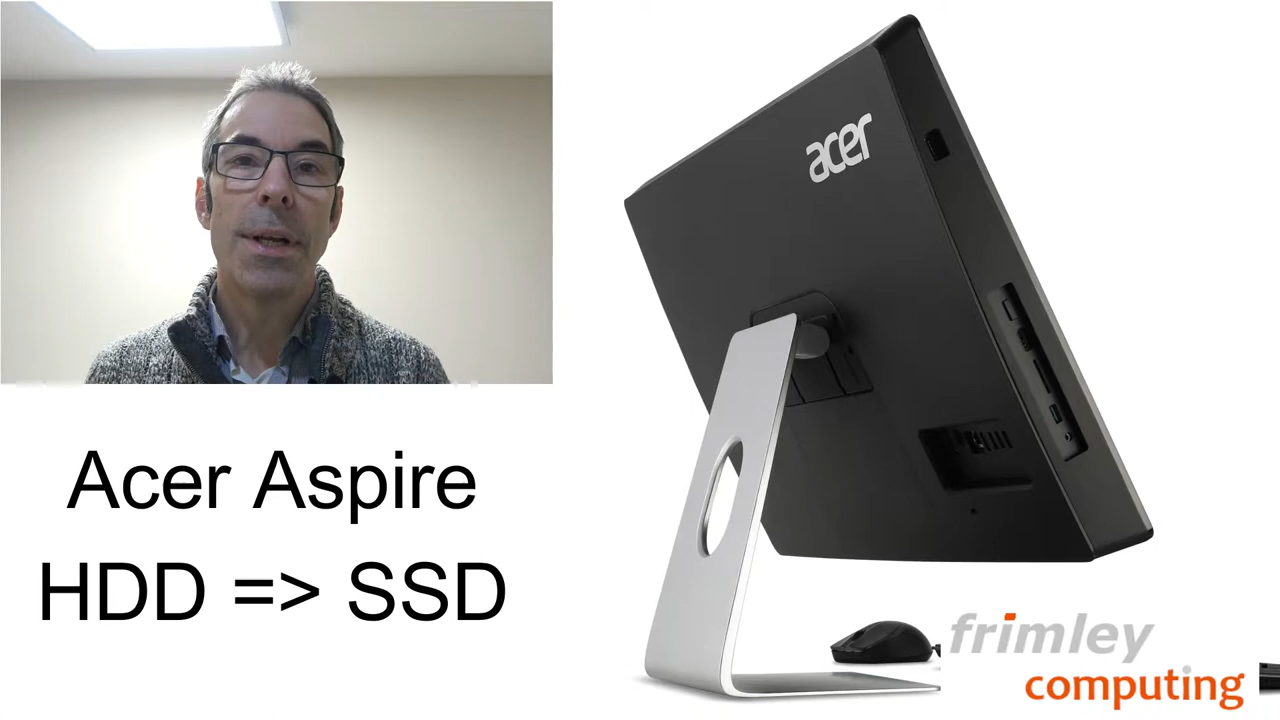 acer
Acer Aspire
HDD => SSD
frimley
computing